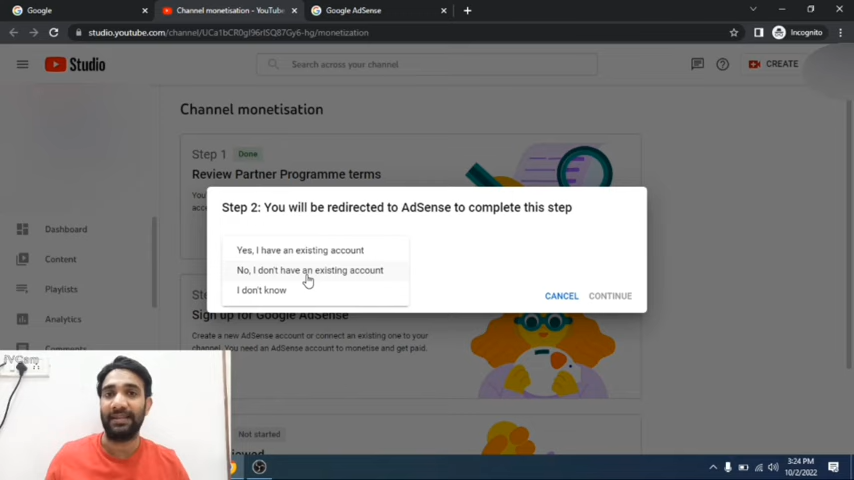 Google
Channel monetisation - YouTube
Google AdSense
studio.youtube.com/channel/UCa1bCR0gI96rISQ87Gy6-hg/monetization
Incognito
Studio
Search across your channel
CREATE
Channel monetisation
Step 1 Done
Review Partner Programme terms
Step 2: You will be redirected to AdSense to complete this step
Yes, I have an existing account
No, I don't have an existing account
I don't know
CANCEL CONTINUE
Dashboard
Content
Playlists
Analytics
Comments
Sign up for Google AdSense
Create a new AdSense account or connect an existing one to your
channel. You need an AdSense account to monetise and get paid.
Not started
iVCam
3:24 PM
10/2/2022